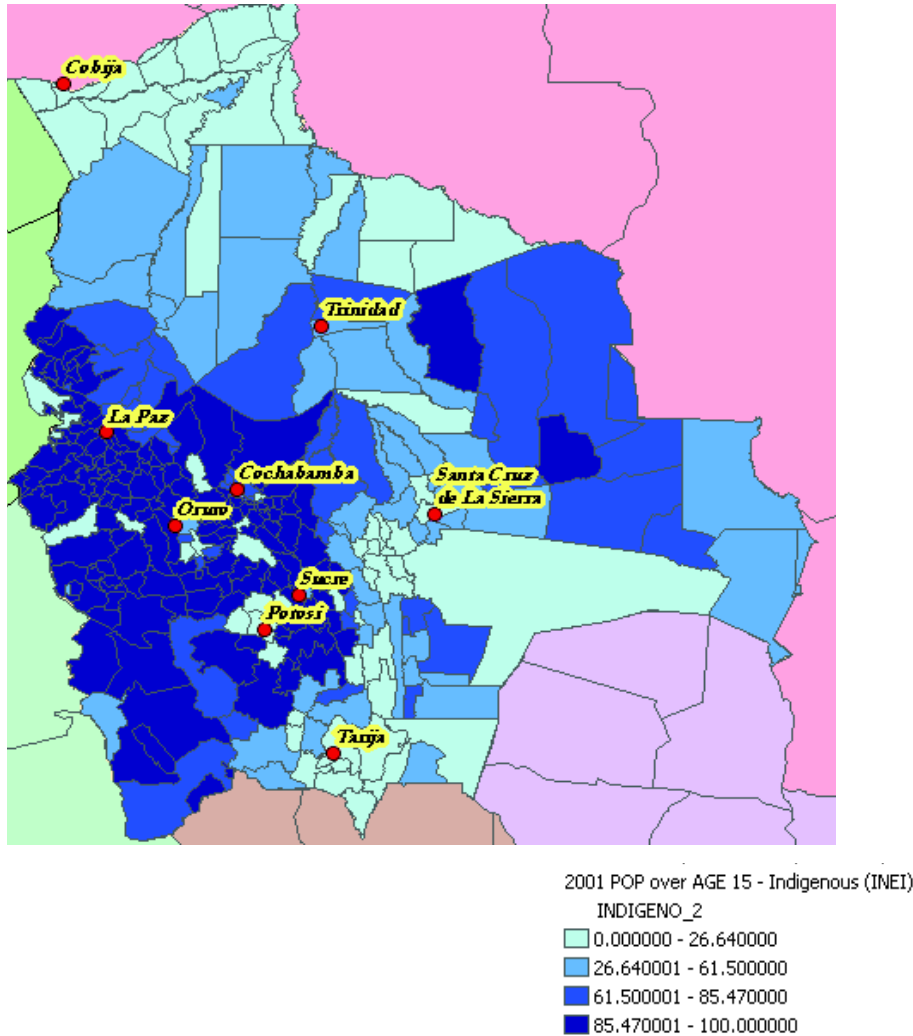 Cobija
Trinidad
La Paz
Cochabamba
Santa Cruz
de La Sierra
Oruro
Sucre
Potosi
Tarija
2001 POP over AGE 15 - Indigenous (INEI)
INDIGENO_2
0.000000 - 26.640000
26.640001 - 61.500000
61.500001 - 85.470000
85.470001 - 100.000000